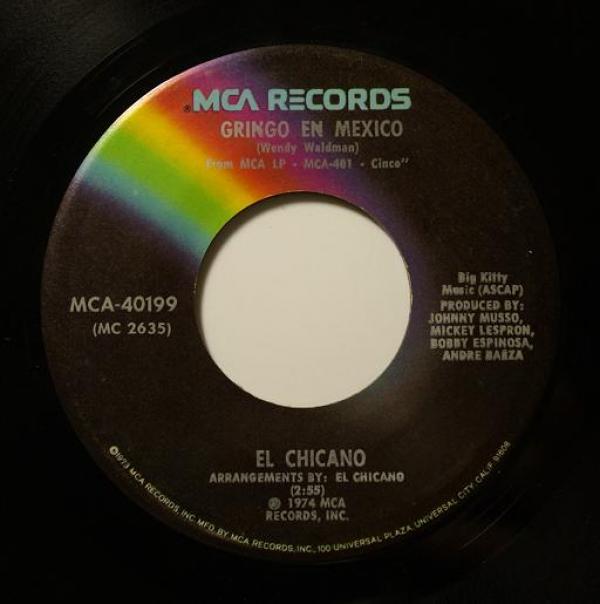 MCA RECORDS
GRINGO EN MEXICO
(Wendy Waldman)
From MCA LP - MCA-401 - Cinco"
MCA-40199
(MC 2635)
Big Kitty
Music (ASCAP)
PRODUCED BY:
JOHNNY MUSSO,
MICKEY LESPRON,
BOBBY ESPINOSA,
ANDRE BAEZA
EL CHICANO
ARRANGEMENTS BY: EL CHICANO
(2:55)
℗ 1974 MCA
RECORDS, INC.
©1973 MCA RECORDS, INC. MFD. BY MCA RECORDS, INC., 100 UNIVERSAL PLAZA, UNIVERSAL CITY, CALIF. 91608